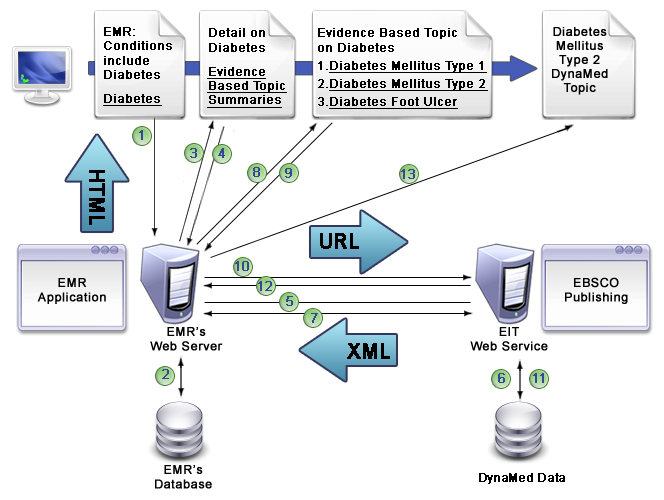 EMR:
Conditions
include
Diabetes
Diabetes
Detail on
Diabetes
Evidence
Based Topic
Summaries
Evidence Based Topic
on Diabetes
1.Diabetes Mellitus Type 1
2.Diabetes Mellitus Type 2
3.Diabetes Foot Ulcer
Diabetes
Mellitus
Type 2
DynaMed
Topic
1
3
4
8
9
13
HTML
URL
EMR
Application
EBSCO
Publishing
10
12
5
7
EMR's
Web Server
EIT
Web Service
XML
2
6
11
EMR's
Database
DynaMed Data